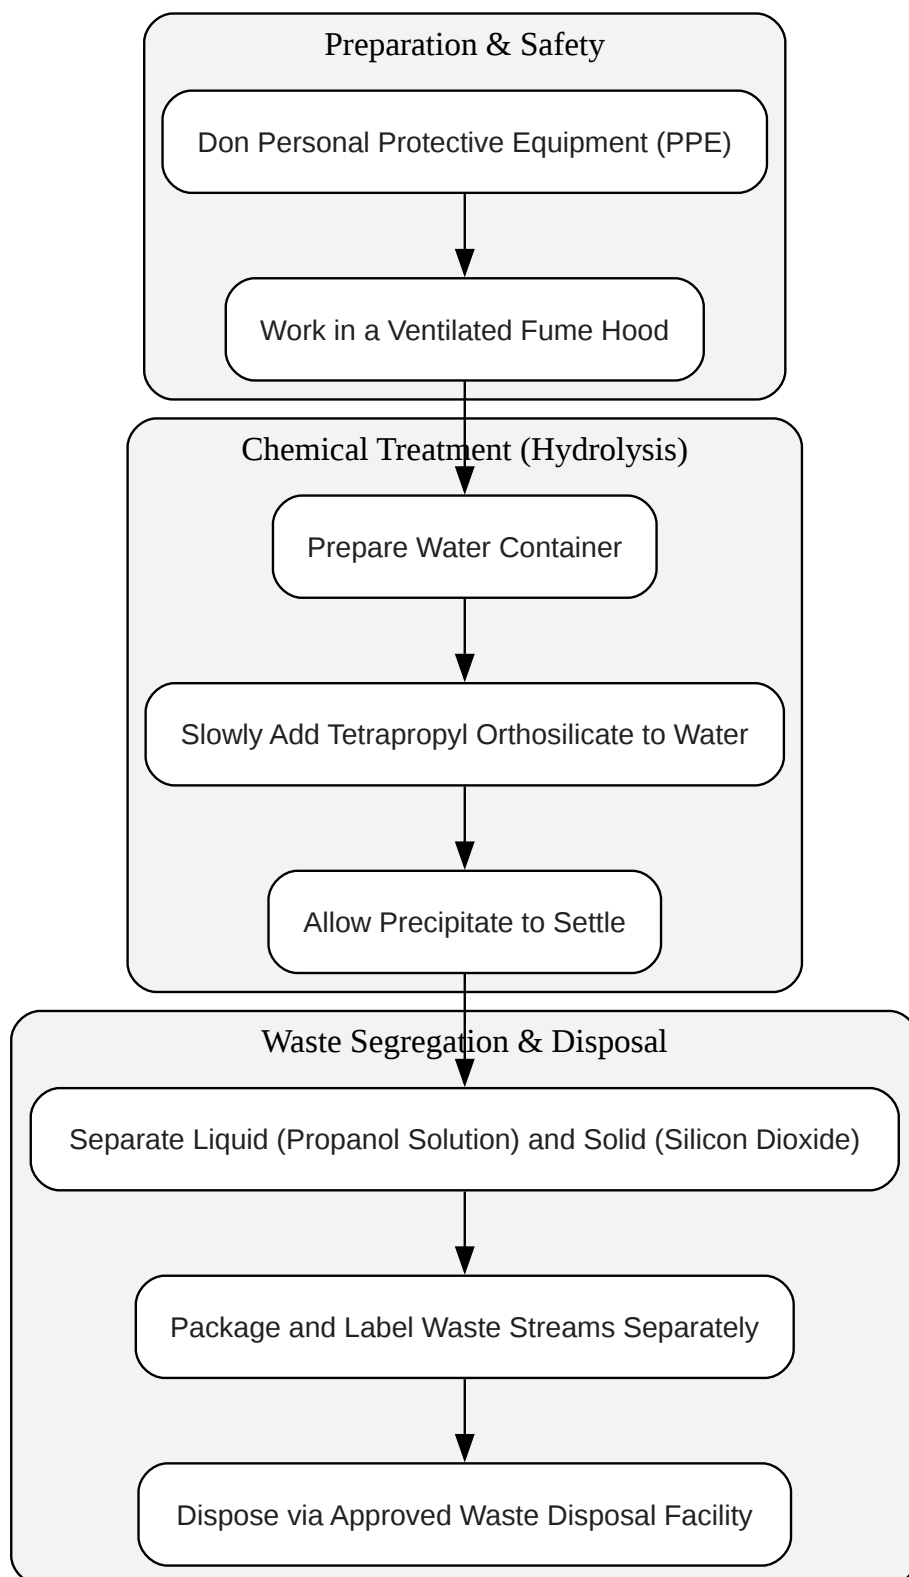 Preparation & Safety
Don Personal Protective Equipment (PPE)
Work in a Ventilated Fume Hood
Chemical Treatment (Hydrolysis)
Prepare Water Container
Slowly Add Tetrapropyl Orthosilicate to Water
Allow Precipitate to Settle
Waste Segregation & Disposal
Separate Liquid (Propanol Solution) and Solid (Silicon Dioxide)
Package and Label Waste Streams Separately
Dispose via Approved Waste Disposal Facility